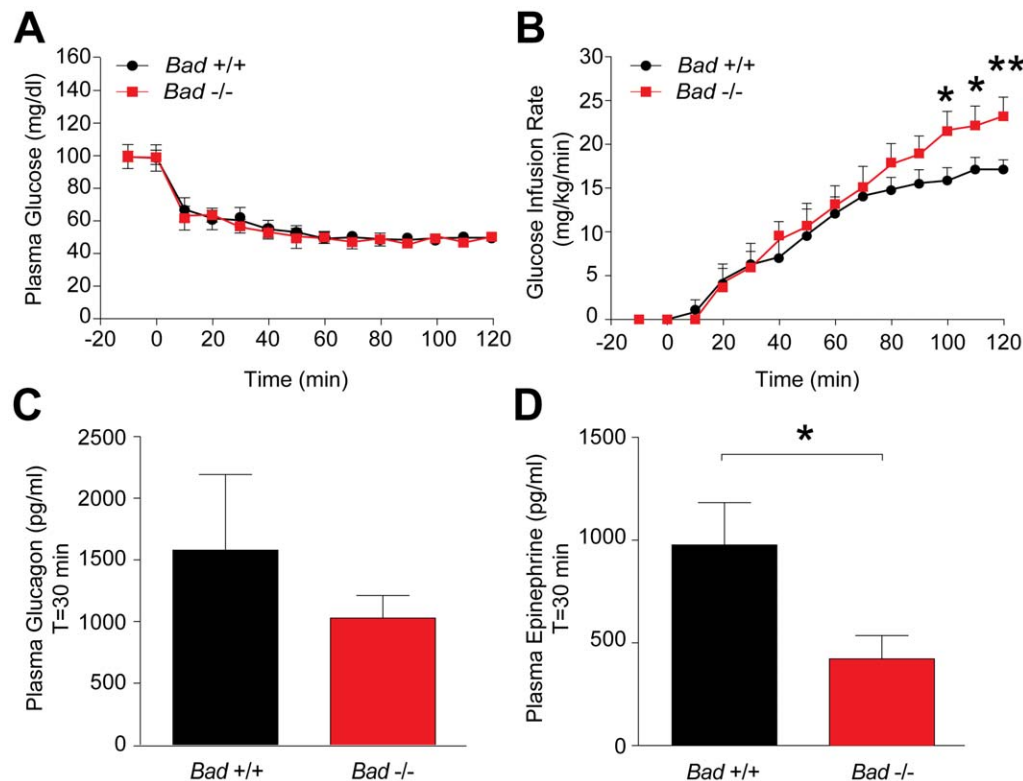 A
Plasma Glucose (mg/dl)
160
140
120
100
80
60
40
20
0
-20 0 20 40 60 80 100 120
Time (min)
Bad +/+
Bad -/-
B
Glucose Infusion Rate
(mg/kg/min)
30
25
20
15
10
5
0
-20 0 20 40 60 80 100 120
Time (min)
Bad +/+
Bad -/-
* * **
C
Plasma Glucagon (pg/ml)
T=30 min
2500
2000
1500
1000
500
0
Bad +/+ Bad -/-
D
Plasma Epinephrine (pg/ml)
T=30 min
1500
1000
500
0
*
Bad +/+ Bad -/-